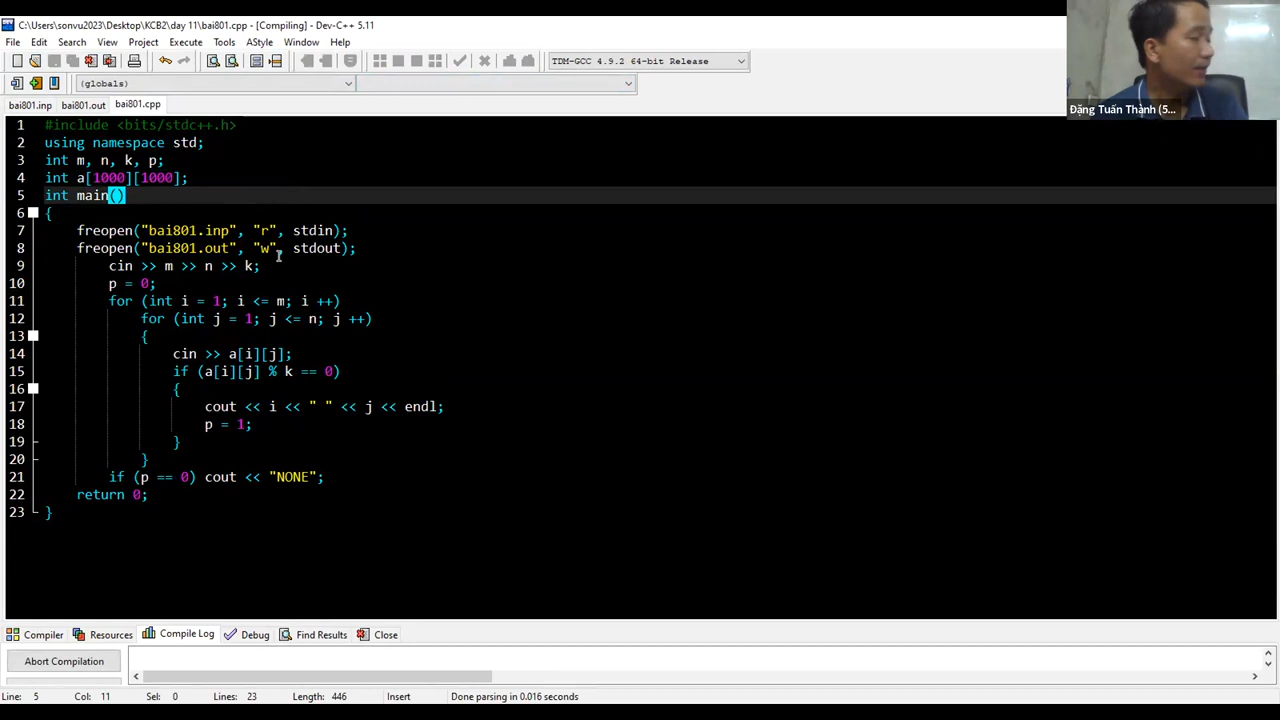 C:\Users\sonvu2023\Desktop\KCB2\day 11\bai801.cpp - [Compiling] - Dev-C++ 5.11
File Edit Search View Project Execute Tools AStyle Window Help
TDM-GCC 4.9.2 64-bit Release
(globals)
Đặng Tuấn Thành (5...
bai801.inp bai801.out bai801.cpp
1 #include <bits/stdc++.h>
2 using namespace std;
3 int m, n, k, p;
4 int a[1000][1000];
5 int main()
6 {
7 freopen("bai801.inp", "r", stdin);
8 freopen("bai801.out", "w", stdout);
9 cin >> m >> n >> k;
10 p = 0;
11 for (int i = 1; i <= m; i ++)
12 for (int j = 1; j <= n; j ++)
13 {
14 cin >> a[i][j];
15 if (a[i][j] % k == 0)
16 {
17 cout << i << " " << j << endl;
18 p = 1;
19 }
20 }
21 if (p == 0) cout << "NONE";
22 return 0;
23 }
Compiler Resources Compile Log Debug Find Results Close
Abort Compilation
Line: 5 Col: 11 Sel: 0 Lines: 23 Length: 446 Insert Done parsing in 0.016 seconds